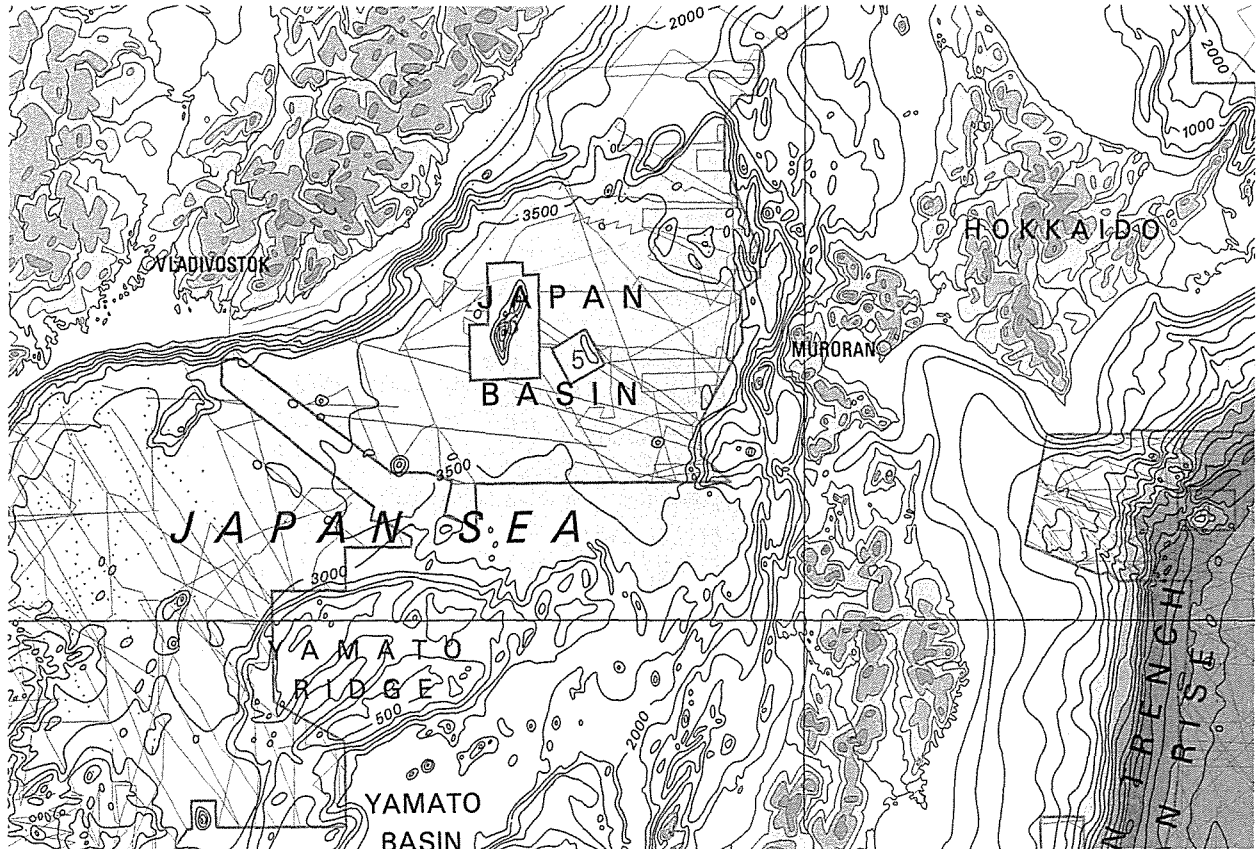 2000
2000
1000
3500
HOKKAIDO
VLADIVOSTOK
JAPAN
MURORAN
5
BASIN
3500
JAPAN SEA
3000
YAMATO
RIDGE
500
2000
TRENCH
RISE
YAMATO
BASIN
N
N